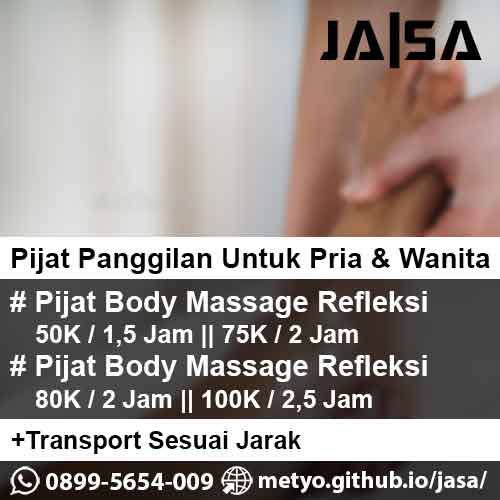 JA|SA
Pijat Panggilan Untuk Pria & Wanita
# Pijat Body Massage Refleksi
50K / 1,5 Jam || 75K / 2 Jam
# Pijat Body Massage Refleksi
80K / 2 Jam || 100K / 2,5 Jam
+Transport Sesuai Jarak
0899-5654-009 metyo.github.io/jasa/